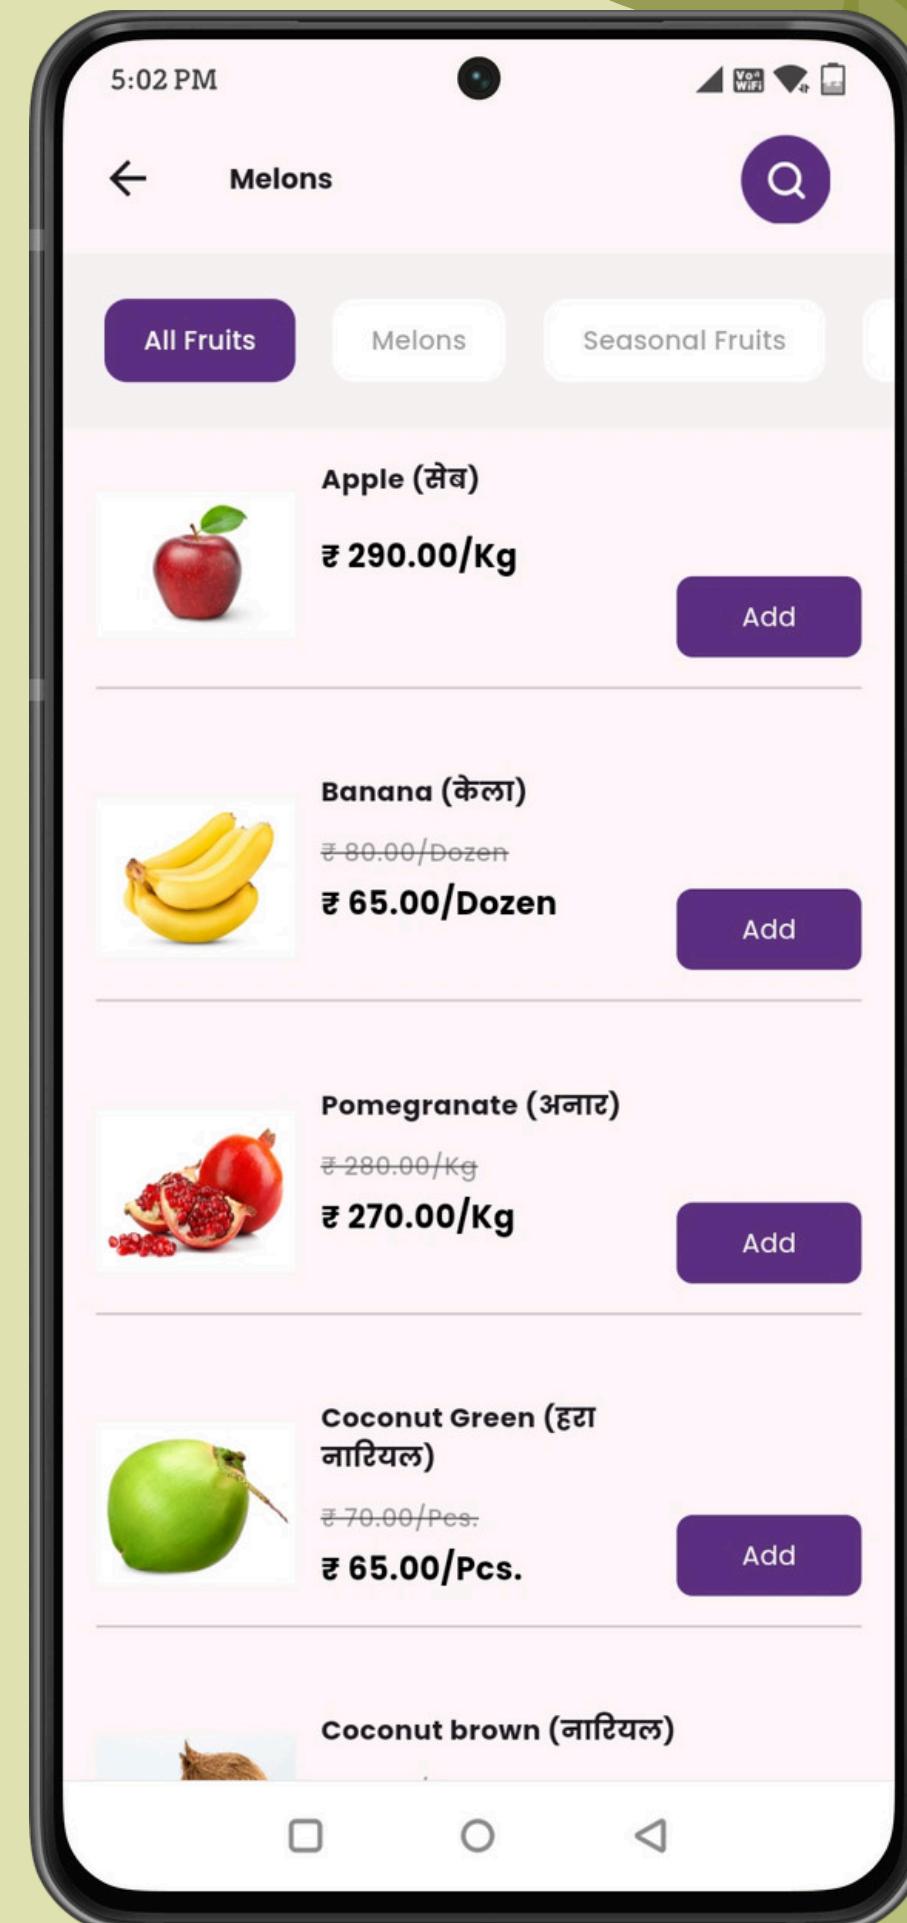 5:02 PM
Vo
WiFi
Melons
All Fruits
Melons
Seasonal Fruits
Apple (सेब)
₹ 290.00/Kg
Add
Banana (केला)
₹ 80.00/Dozen
₹ 65.00/Dozen
Add
Pomegranate (अनार)
₹ 280.00/Kg
₹ 270.00/Kg
Add
Coconut Green (हरा
नारियल)
₹ 70.00/Pcs.
₹ 65.00/Pcs.
Add
Coconut brown (नारियल)